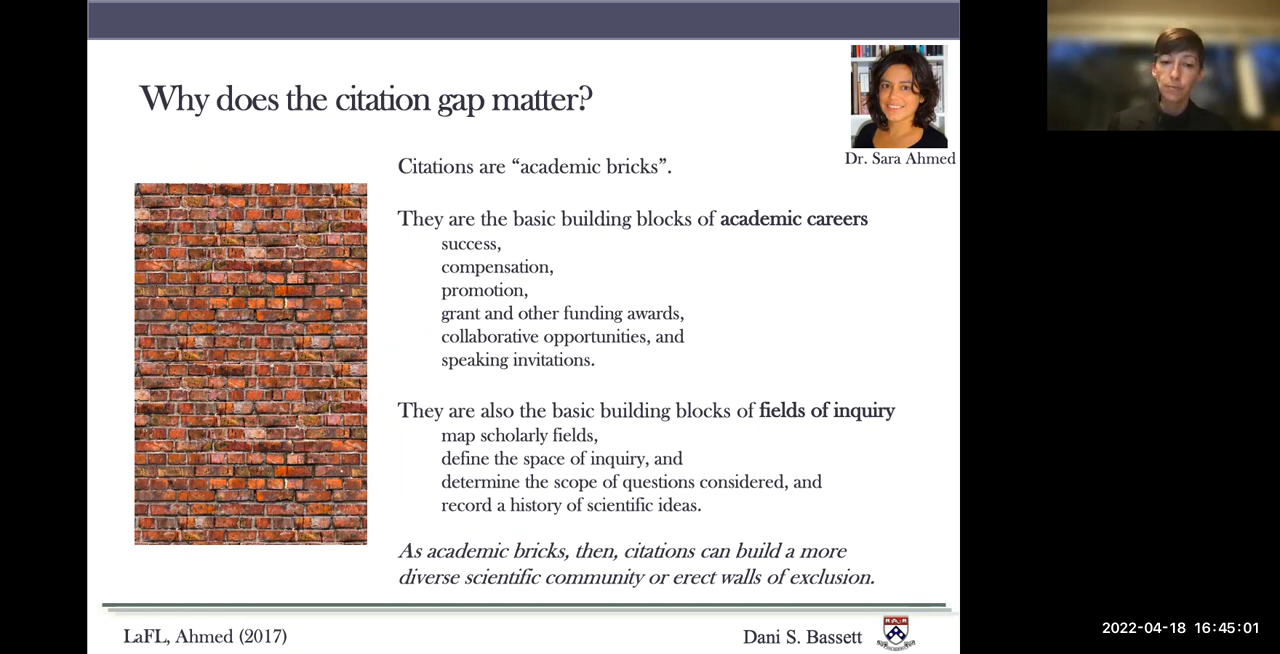 Why does the citation gap matter?
Dr. Sara Ahmed
Citations are “academic bricks”.
They are the basic building blocks of academic careers
success,
compensation,
promotion,
grant and other funding awards,
collaborative opportunities, and
speaking invitations.
They are also the basic building blocks of fields of inquiry
map scholarly fields,
define the space of inquiry, and
determine the scope of questions considered, and
record a history of scientific ideas.
As academic bricks, then, citations can build a more
diverse scientific community or erect walls of exclusion.
LaFL, Ahmed (2017)
Dani S. Bassett
2022-04-18 16:45:01